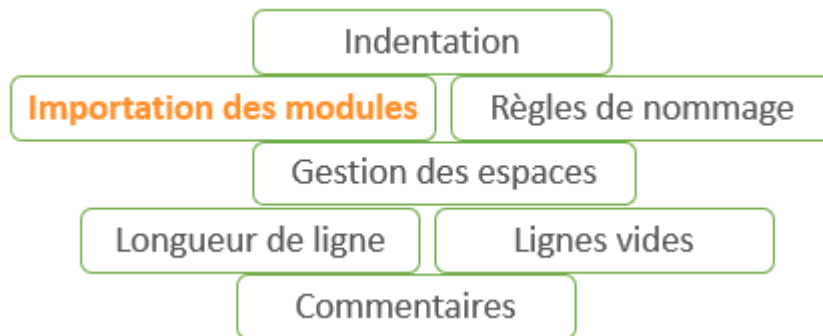 Indentation
Importation des modules
Règles de nommage
Gestion des espaces
Longueur de ligne
Lignes vides
Commentaires